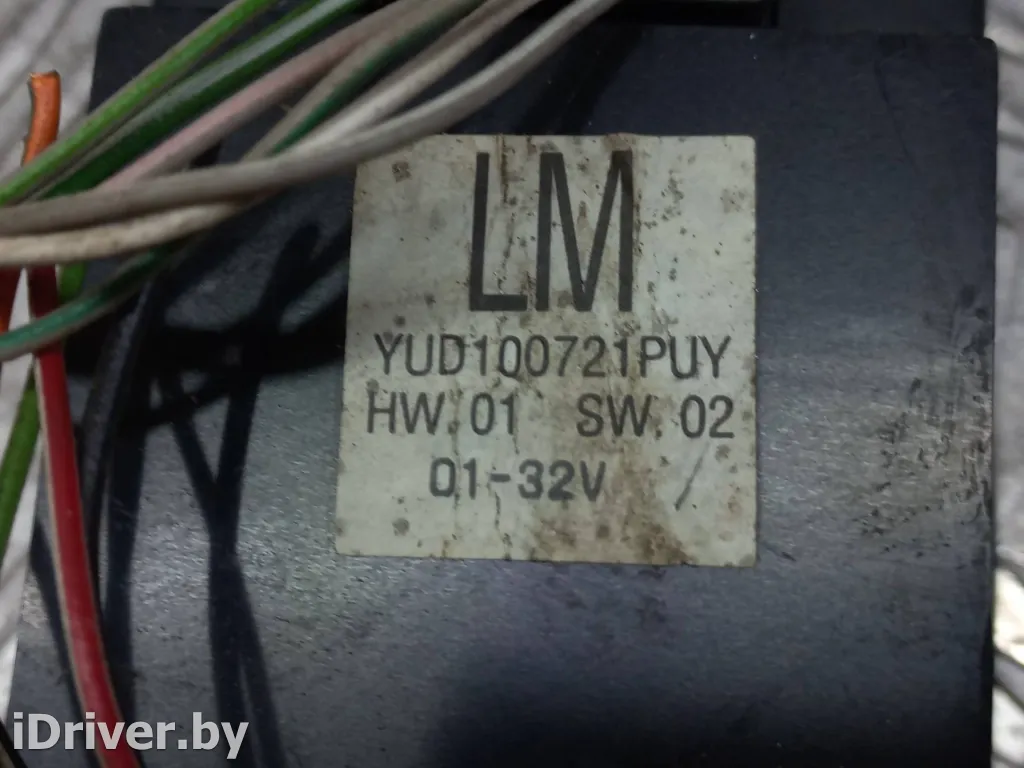 LM
YUD100721PUY
HW.01 SW.02
01-32V
iDriver.by